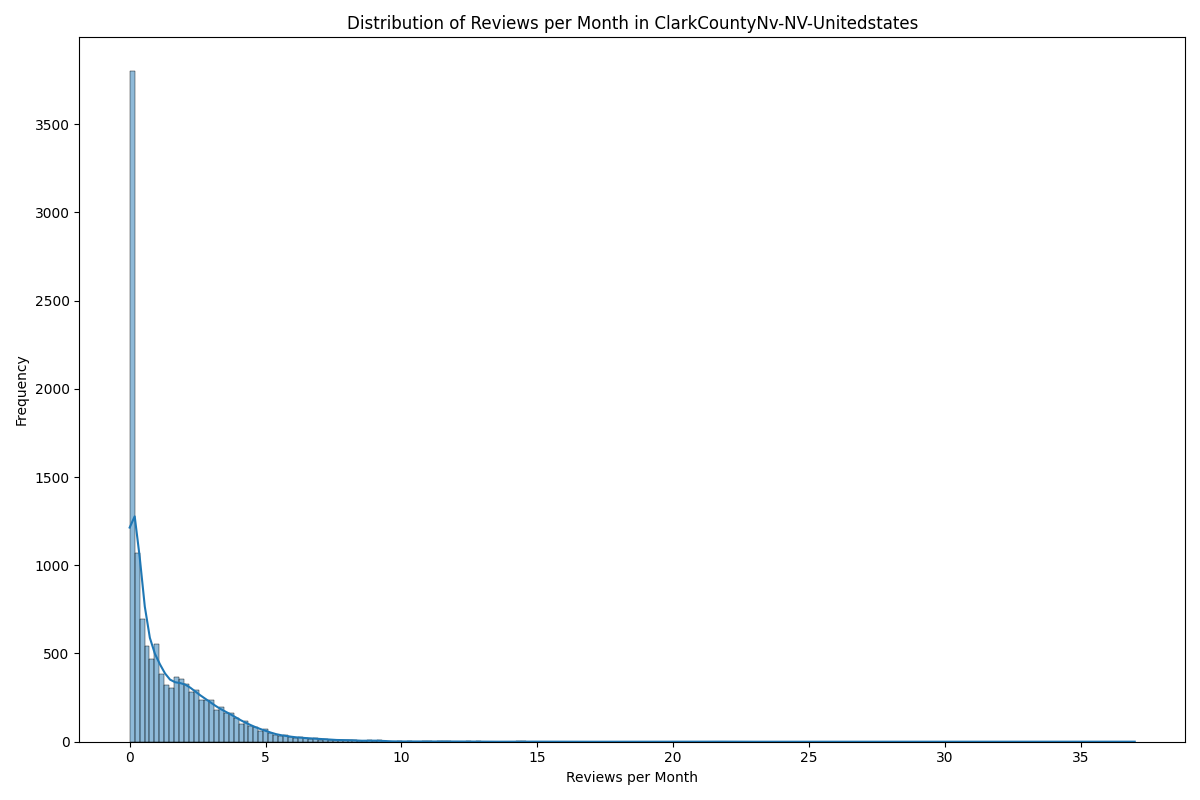 Distribution of Reviews per Month in ClarkCountyNv-NV-Unitedstates
3500
3000
2500
2000
1500
1000
500
0
Frequency
0 5 10 15 20 25 30 35
Reviews per Month